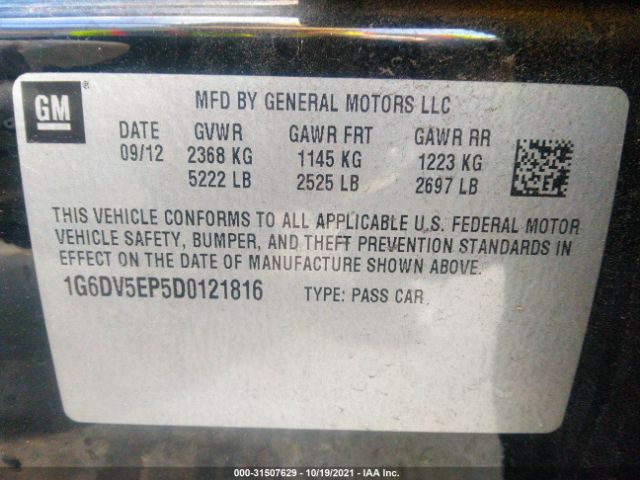 GM ®
MFD BY GENERAL MOTORS LLC
DATE GVWR GAWR FRT GAWR RR
09/12 2368 KG 1145 KG 1223 KG
5222 LB 2525 LB 2697 LB
THIS VEHICLE CONFORMS TO ALL APPLICABLE U.S. FEDERAL MOTOR
VEHICLE SAFETY, BUMPER, AND THEFT PREVENTION STANDARDS IN
EFFECT ON THE DATE OF MANUFACTURE SHOWN ABOVE.
1G6DV5EP5D0121816 TYPE: PASS CAR
000-31507629 - 10/19/2021 - IAA Inc.